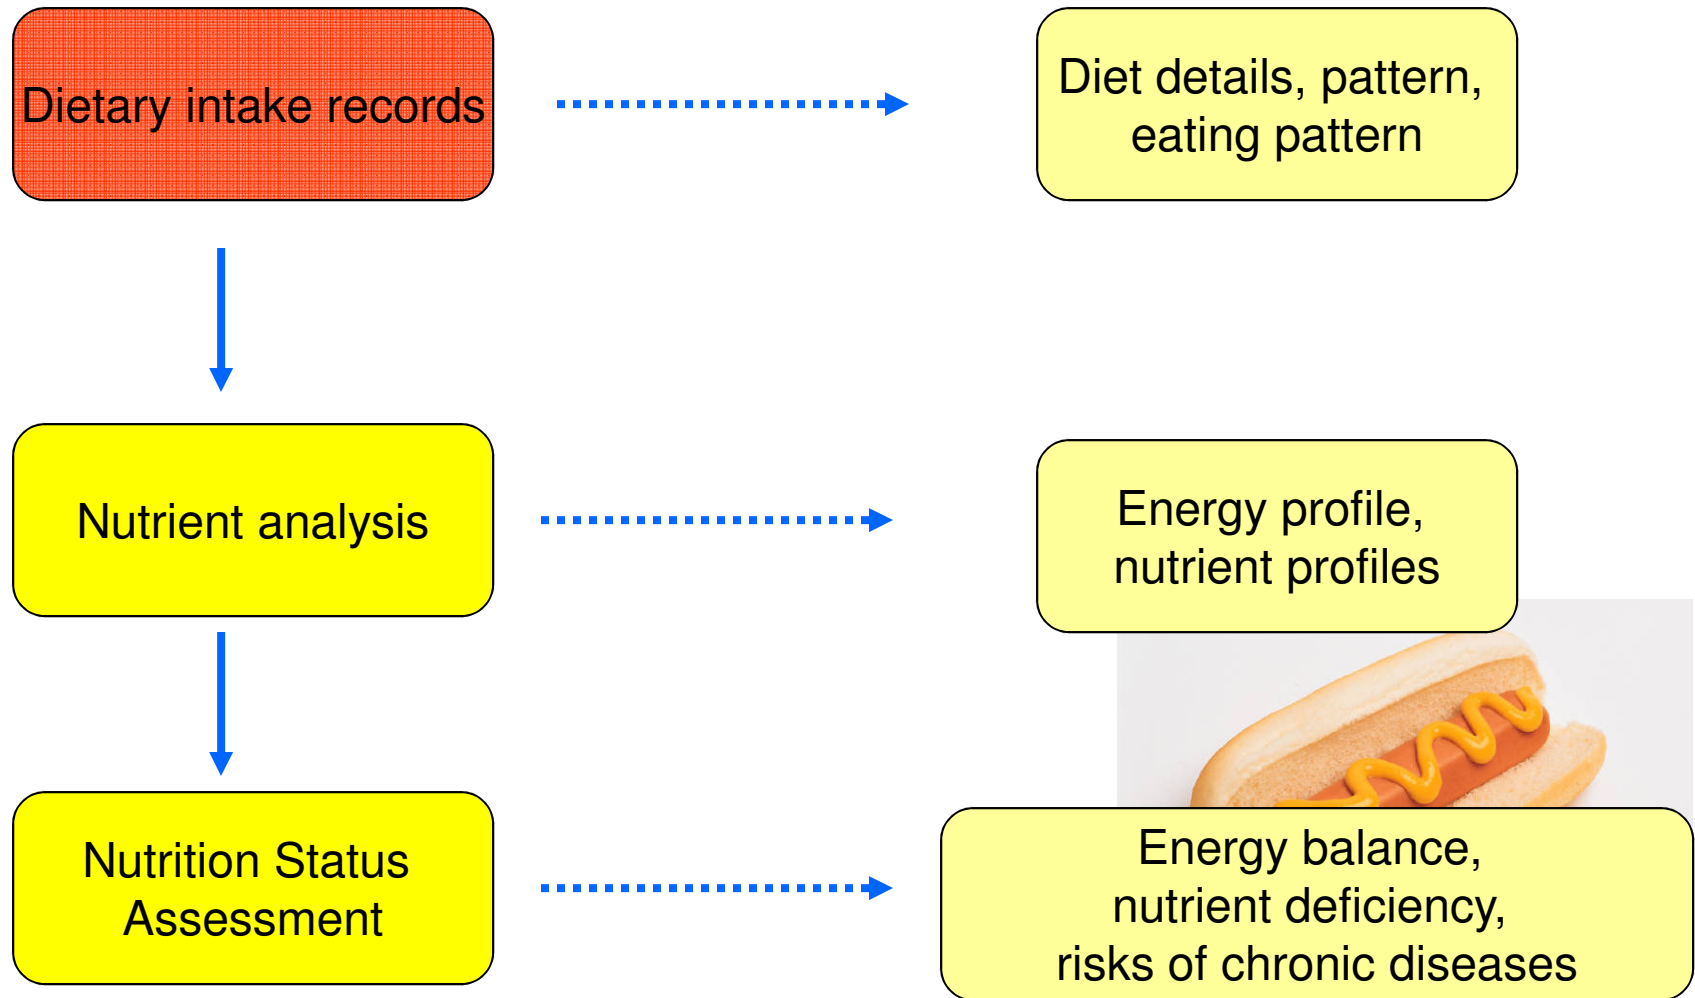 Dietary intake records
Diet details, pattern,
eating pattern
Nutrient analysis
Energy profile,
nutrient profiles
Nutrition Status
Assessment
Energy balance,
nutrient deficiency,
risks of chronic diseases